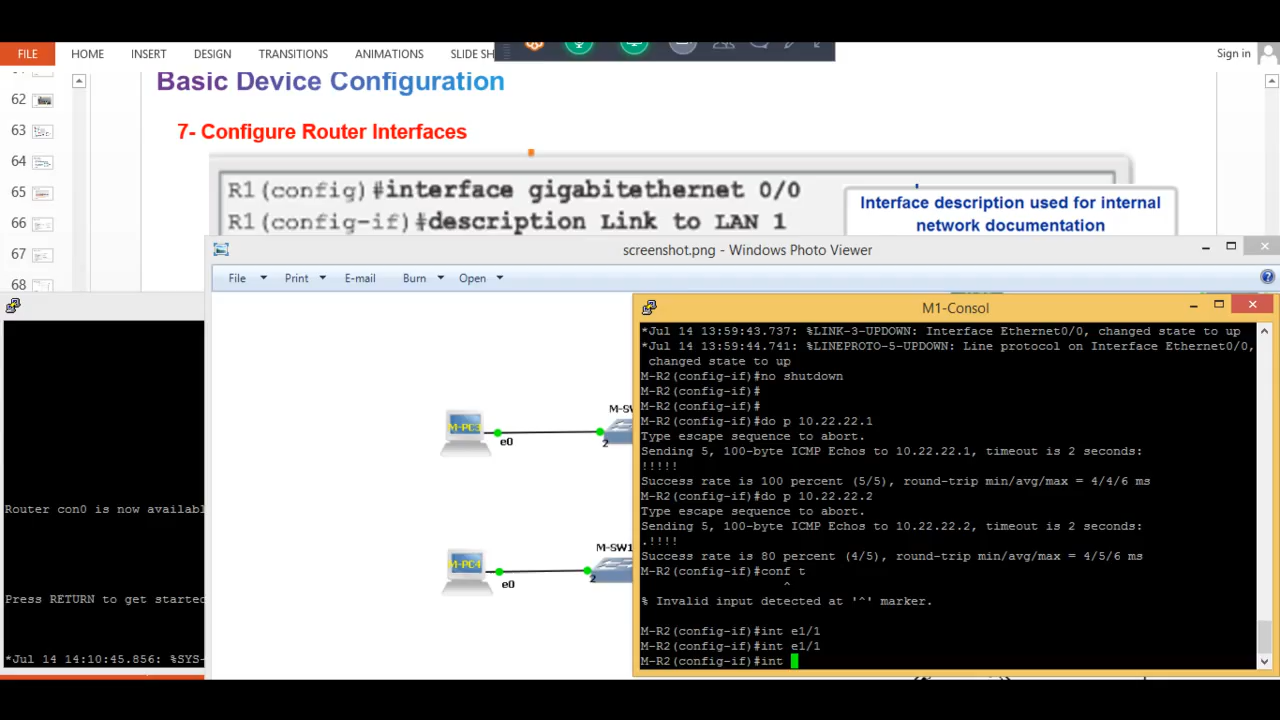 FILE HOME INSERT DESIGN TRANSITIONS ANIMATIONS SLIDE SH Sign in
62
63
64
65
66
67
68
Basic Device Configuration
7- Configure Router Interfaces
R1(config)#interface gigabitethernet 0/0
R1(config-if)#description Link to LAN 1
Interface description used for internal
network documentation
screenshot.png - Windows Photo Viewer
File Print E-mail Burn Open
Router con0 is now availabl
Press RETURN to get started
*Jul 14 14:10:45.856: %SYS-
M-PC3
e0
M-SW
2
M-PC4
e0
M-SW1
2
M1-Consol
*Jul 14 13:59:43.737: %LINK-3-UPDOWN: Interface Ethernet0/0, changed state to up
*Jul 14 13:59:44.741: %LINEPROTO-5-UPDOWN: Line protocol on Interface Ethernet0/0,
changed state to up
M-R2(config-if)#no shutdown
M-R2(config-if)#
M-R2(config-if)#
M-R2(config-if)#do p 10.22.22.1
Type escape sequence to abort.
Sending 5, 100-byte ICMP Echos to 10.22.22.1, timeout is 2 seconds:
!!!!!
Success rate is 100 percent (5/5), round-trip min/avg/max = 4/4/6 ms
M-R2(config-if)#do p 10.22.22.2
Type escape sequence to abort.
Sending 5, 100-byte ICMP Echos to 10.22.22.2, timeout is 2 seconds:
.!!!!
Success rate is 80 percent (4/5), round-trip min/avg/max = 4/5/6 ms
M-R2(config-if)#conf t
^
% Invalid input detected at '^' marker.
M-R2(config-if)#int e1/1
M-R2(config-if)#int e1/1
M-R2(config-if)#int